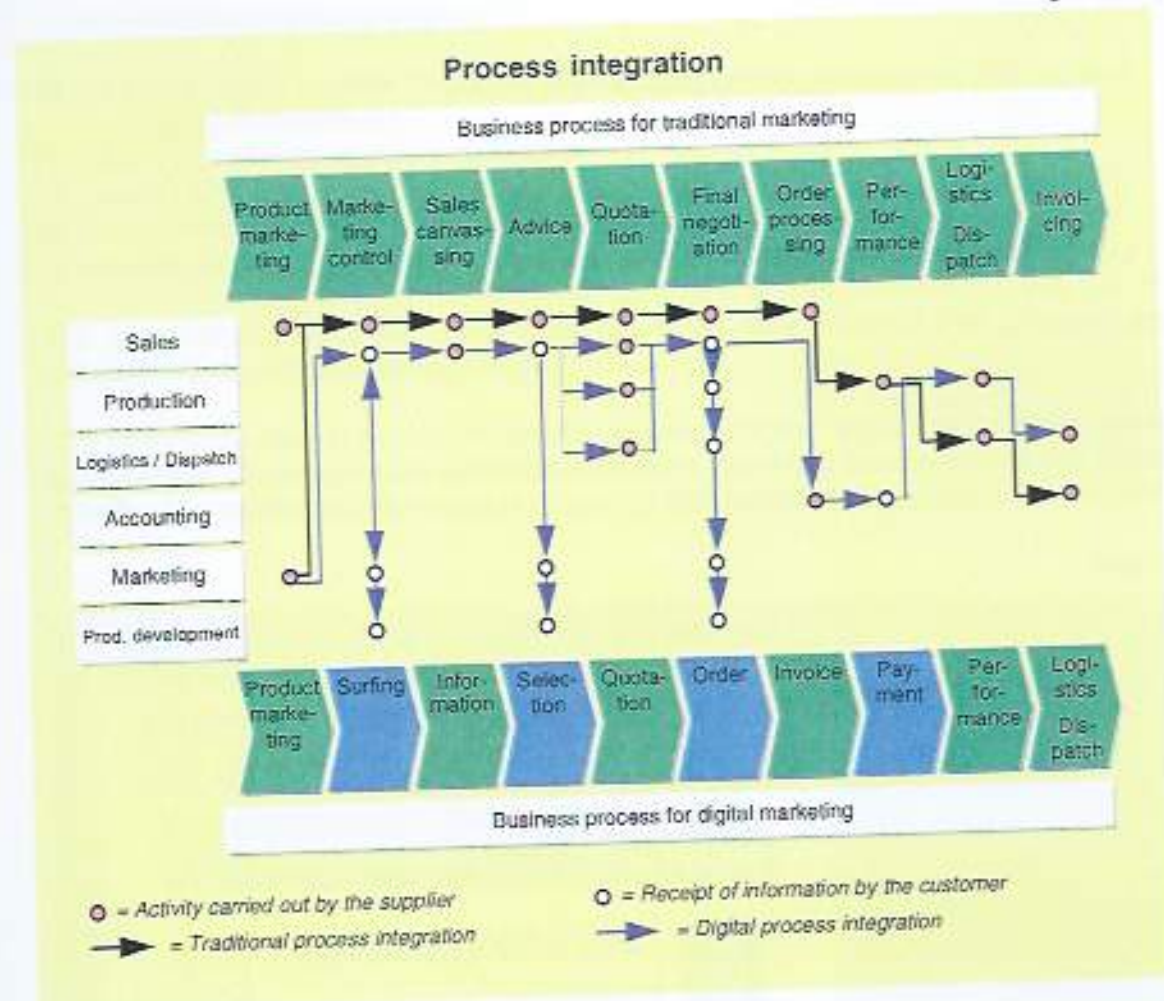 Process integration
Business process for traditional marketing
Product
marke-
ting
Marke-
ting
control
Sales
canvas-
sing
Advice
Quota-
tion
Final
negoti-
ation
Order
proces-
sing
Per-
for-
mance
Logi-
stics
Dis-
patch
Invoi-
cing
Sales
Production
Logistics / Dispatch
Accounting
Marketing
Prod. development
Product
marke-
ting
Surfing
Infor-
mation
Selec-
tion
Quota-
tion
Order
Invoice
Pay-
ment
Per-
for-
mance
Logi-
stics
Dis-
patch
Business process for digital marketing
= Activity carried out by the supplier
= Receipt of information by the customer
= Traditional process integration
= Digital process integration